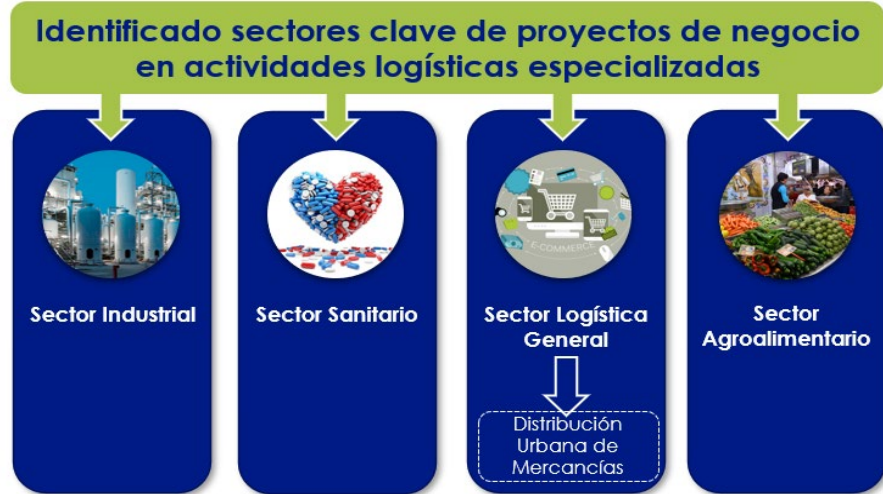 Identificado sectores clave de proyectos de negocio
en actividades logísticas especializadas
Sector Industrial
Sector Sanitario
E-COMMERCE
Sector Logística
General
Distribución
Urbana de
Mercancías
Sector
Agroalimentario